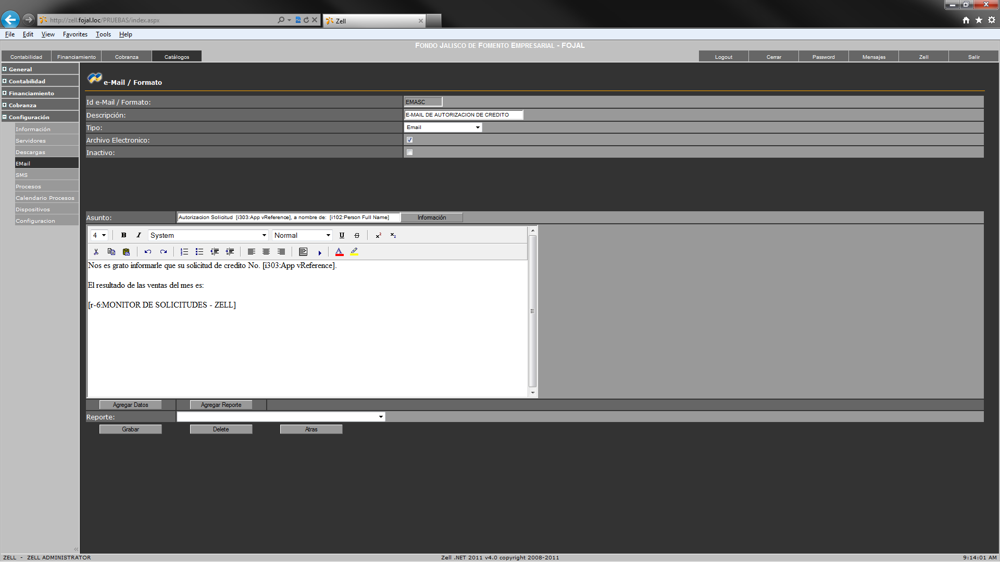 http://zell.fojal.loc/PRUEBAS/index.aspx
Zell
File Edit View Favorites Tools Help
FONDO JALISCO DE FOMENTO EMPRESARIAL - FOJAL
Contabilidad Financiamiento Cobranza Catálogos Logout Cerrar Password Mensajes Zell Salir
General
Contabilidad
Financiamiento
Cobranza
Configuración
Información
Servidores
Descargas
EMail
SMS
Procesos
Calendario Procesos
Dispositivos
Configuracion
e-Mail / Formato
Id e-Mail / Formato: EMASC
Descripción: E-MAIL DE AUTORIZACION DE CREDITO
Tipo: Email
Archivo Electronico:
Inactivo:
Asunto: Autorizacion Solicitud [i303:App vReference], a nombre de: [i102:Person Full Name] Información
4 B I System Normal U S x² x₂
A
Nos es grato informarle que su solicitud de credito No. [i303:App vReference].
El resultado de las ventas del mes es:
[r-6:MONITOR DE SOLICITUDES - ZELL]
Agregar Datos Agregar Reporte
Reporte:
Grabar Delete Atras
ZELL - ZELL ADMINISTRATOR Zell .NET 2011 v4.0 copyright 2008-2011 9:14:01 AM